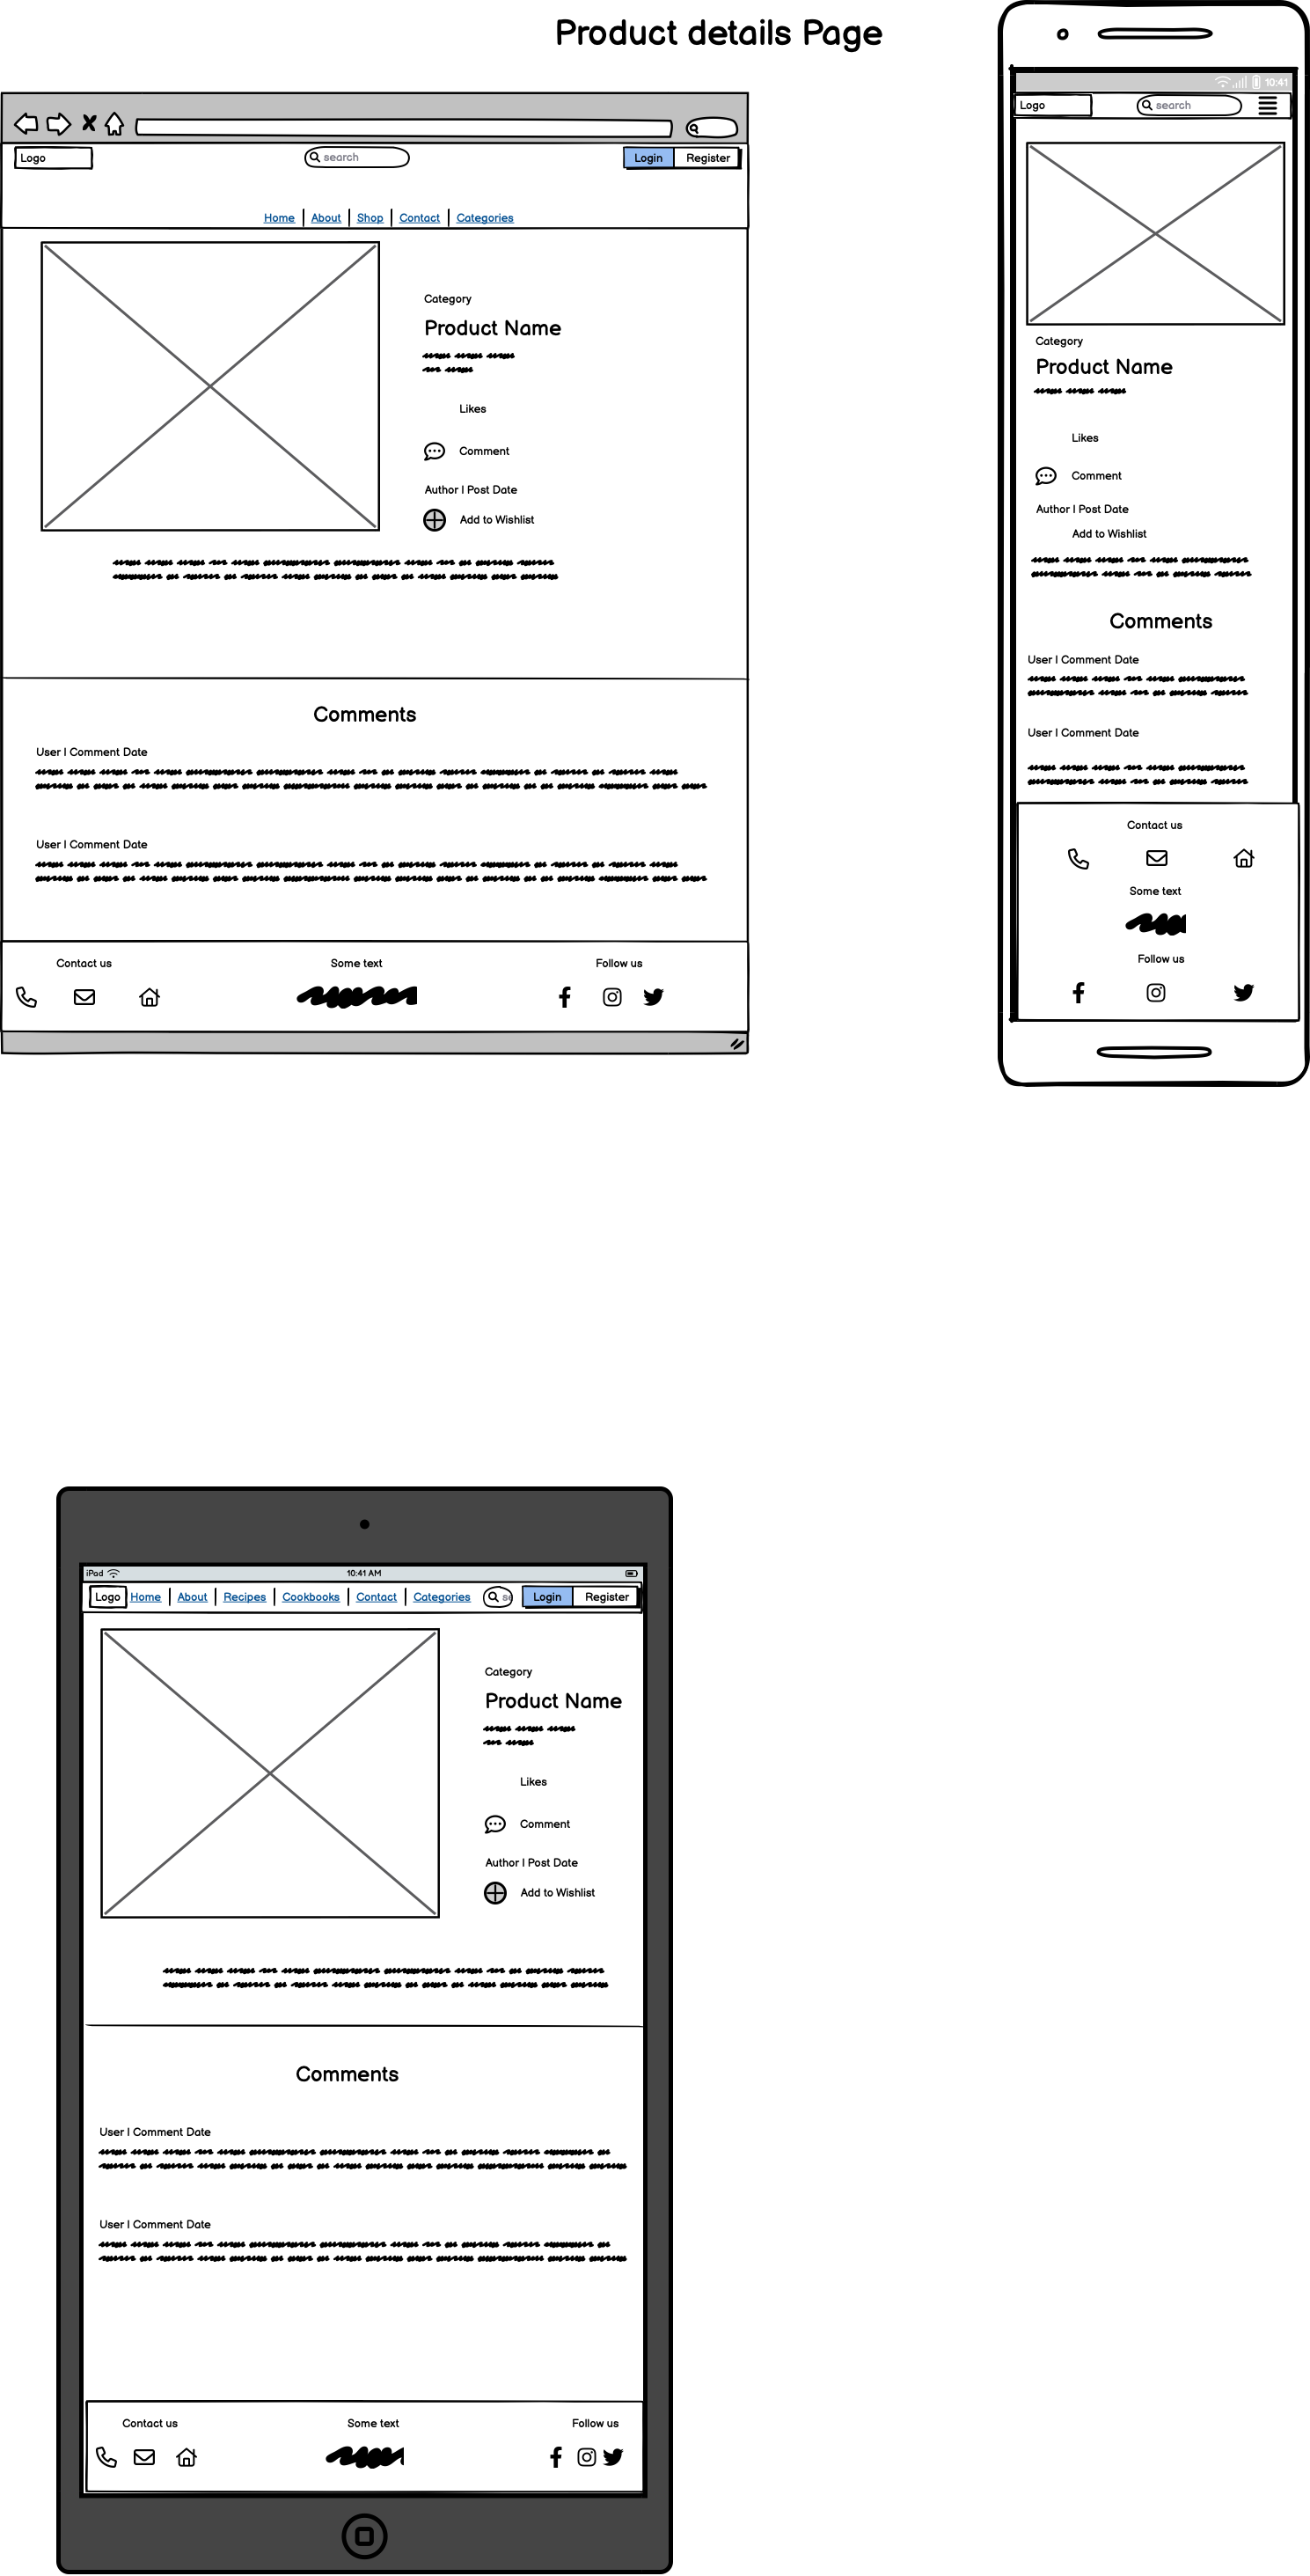 Product details Page
Logo
search
Login Register
Home About Shop Contact Categories
Category
Product Name
Likes
Comment
Author | Post Date
Add to Wishlist
Comments
User | Comment Date
User | Comment Date
Contact us Some text Follow us
10:41
Logo
search
Category
Product Name
Likes
Comment
Author | Post Date
Add to Wishlist
Comments
User | Comment Date
User | Comment Date
Contact us
Some text
Follow us
iPad 10:41 AM
Logo Home About Recipes Cookbooks Contact Categories se Login Register
Category
Product Name
Likes
Comment
Author | Post Date
Add to Wishlist
Comments
User | Comment Date
User | Comment Date
Contact us Some text Follow us